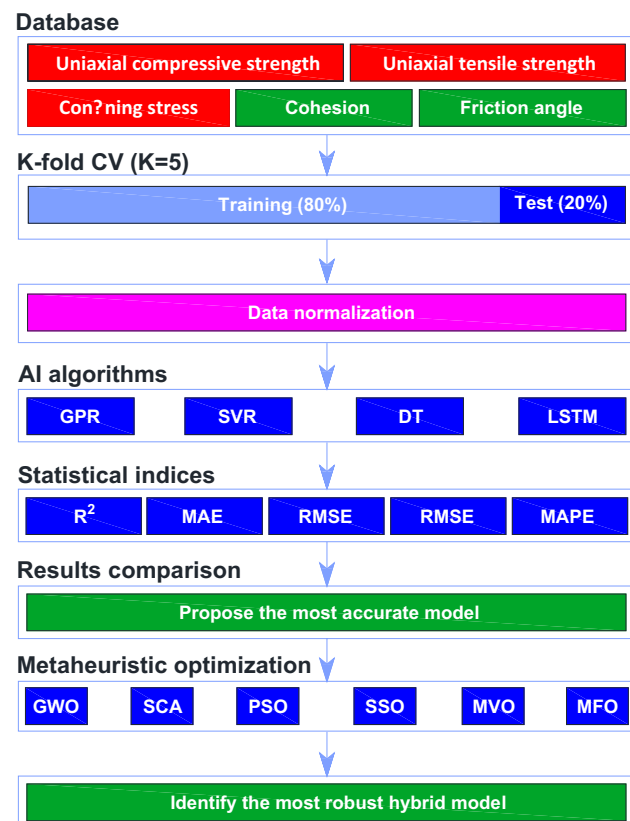 Database
Uniaxial compressive strength
Uniaxial tensile strength
Con?ning stress
Cohesion
Friction angle
K-fold CV (K=5)
Training (80%)
Test (20%)
Data normalization
AI algorithms
GPR
SVR
DT
LSTM
Statistical indices
R²
MAE
RMSE
RMSE
MAPE
Results comparison
Propose the most accurate model
Metaheuristic optimization
GWO
SCA
PSO
SSO
MVO
MFO
Identify the most robust hybrid model